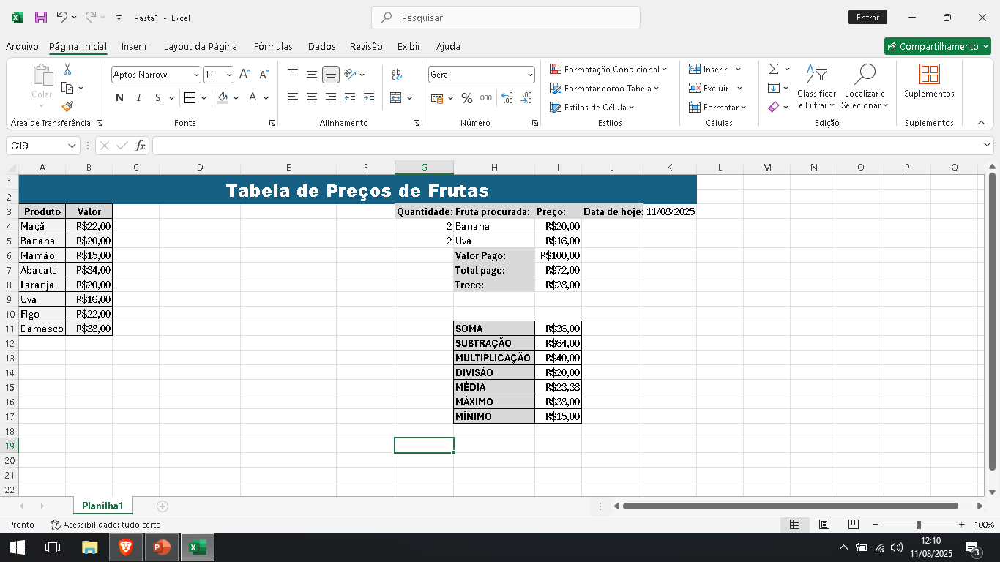 Pasta1 - Excel
Pesquisar
Entrar
Arquivo Página Inicial Inserir Layout da Página Fórmulas Dados Revisão Exibir Ajuda
Compartilhamento
Colar
Área de Transferência
Aptos Narrow 11
N I S
Fonte
ab
Alinhamento
Geral
% 000
Número
Formatação Condicional
Formatar como Tabela
Estilos de Célula
Estilos
Inserir
Excluir
Formatar
Células
Classificar e Filtrar
Localizar e Selecionar
Edição
Suplementos
Suplementos
G19 fx
A B C D E F G H I J K L M N O P Q
1 Tabela de Preços de Frutas
2
3 Produto Valor Quantidade: Fruta procurada: Preço: Data de hoje: 11/08/2025
4 Maçã R$22,00 2 Banana R$20,00
5 Banana R$20,00 2 Uva R$16,00
6 Mamão R$15,00 Valor Pago: R$100,00
7 Abacate R$34,00 Total pago: R$72,00
8 Laranja R$20,00 Troco: R$28,00
9 Uva R$16,00
10 Figo R$22,00
11 Damasco R$38,00 SOMA R$36,00
12 SUBTRAÇÃO R$64,00
13 MULTIPLICAÇÃO R$40,00
14 DIVISÃO R$20,00
15 MÉDIA R$23,38
16 MÁXIMO R$38,00
17 MÍNIMO R$15,00
18
19
20
21
22
Planilha1
Pronto Acessibilidade: tudo certo 100%
12:10
11/08/2025
3